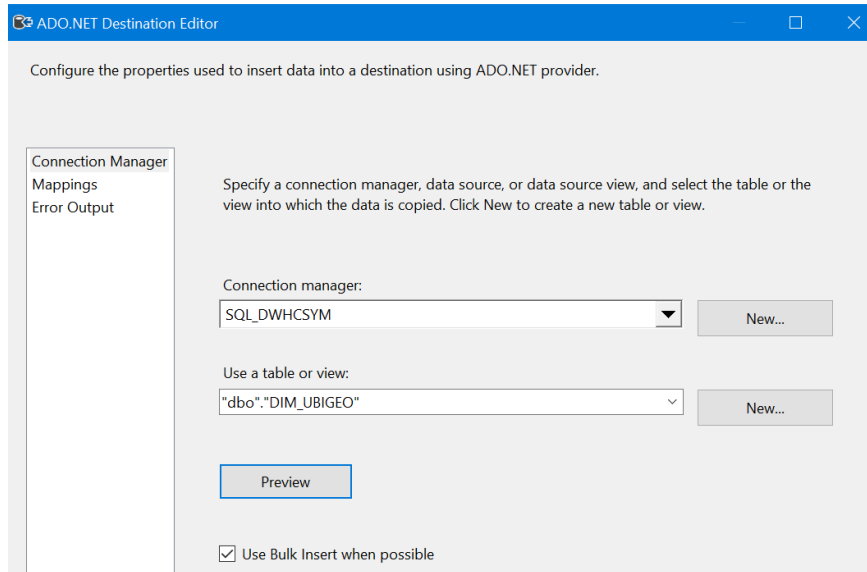 ADO.NET Destination Editor
Configure the properties used to insert data into a destination using ADO.NET provider.
Connection Manager
Mappings
Error Output
Specify a connection manager, data source, or data source view, and select the table or the
view into which the data is copied. Click New to create a new table or view.
Connection manager:
SQL_DWHCSYM
New...
Use a table or view:
"dbo"."DIM_UBIGEO"
New...
Preview
Use Bulk Insert when possible